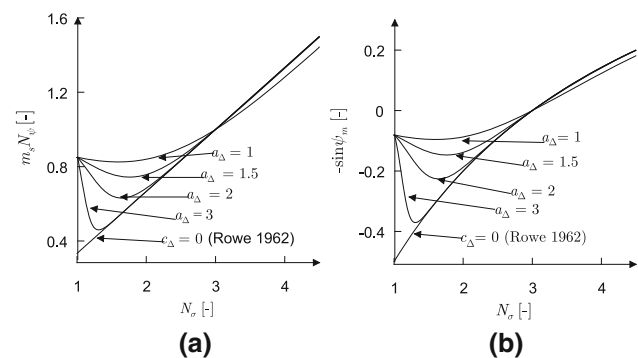 1.6
1.2
0.8
0.4
m_s N_ψ [-]
a_Δ = 1
a_Δ = 1.5
a_Δ = 2
a_Δ = 3
c_Δ = 0 (Rowe 1962)
1 2 3 4
N_σ [-]
(a)
0.2
0
-0.2
-0.4
-sinψ_m [-]
a_Δ = 1
a_Δ = 1.5
a_Δ = 2
a_Δ = 3
c_Δ = 0 (Rowe 1962)
1 2 3 4
N_σ [-]
(b)